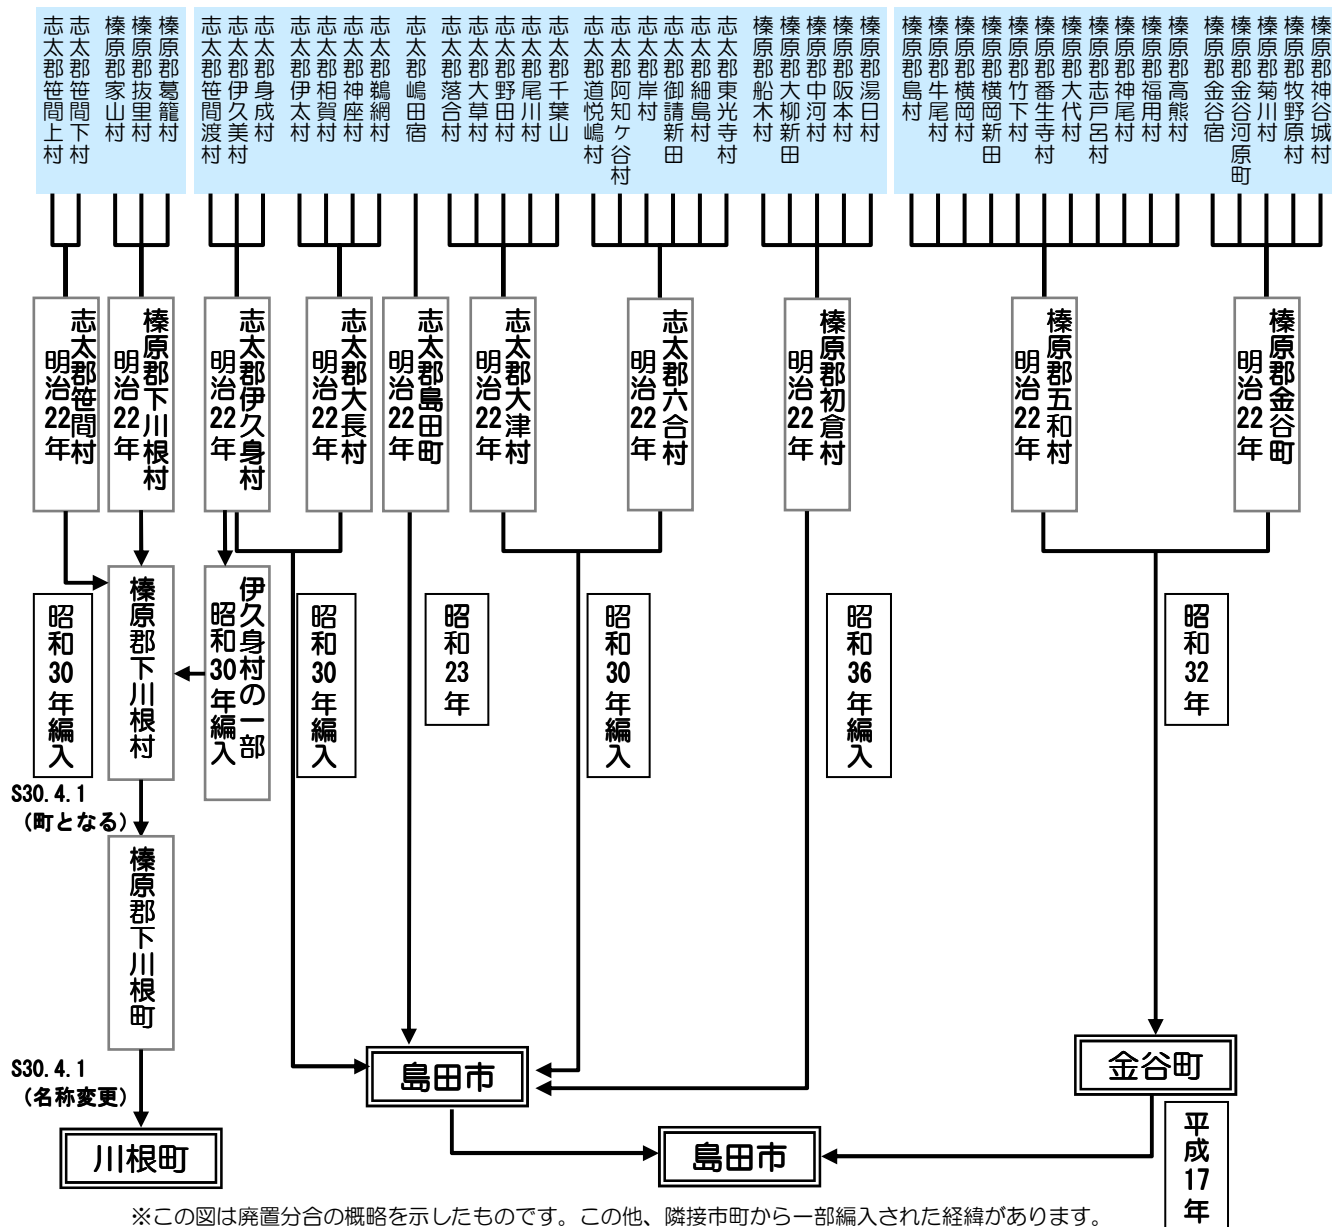 志太郡笹間上村
志太郡笹間下村
榛原郡家山村
榛原郡抜里村
榛原郡葛籠村
志太郡笹間渡村
志太郡伊久美村
志太郡身成村
志太郡伊太村
志太郡相賀村
志太郡神座村
志太郡鵜網村
志太郡嶋田宿
志太郡落合村
志太郡大草村
志太郡野田村
志太郡尾川村
志太郡千葉山
志太郡道悦嶋村
志太郡阿知ヶ谷村
志太郡岸村
志太郡御請新田
志太郡細島村
志太郡東光寺村
榛原郡船木村
榛原郡大柳新田
榛原郡中河村
榛原郡阪本村
榛原郡湯日村
榛原郡島村
榛原郡牛尾村
榛原郡横岡村
榛原郡横岡新田
榛原郡竹下村
榛原郡番生寺村
榛原郡大代村
榛原郡志戸呂村
榛原郡神尾村
榛原郡福用村
榛原郡高熊村
榛原郡金谷宿
榛原郡金谷河原町
榛原郡菊川村
榛原郡牧野原村
榛原郡神谷城村
志太郡笹間村
明治22年
榛原郡下川根村
明治22年
志太郡伊久身村
明治22年
志太郡大長村
明治22年
志太郡島田町
明治22年
志太郡大津村
明治22年
志太郡六合村
明治22年
榛原郡初倉村
明治22年
榛原郡五和村
明治22年
榛原郡金谷町
明治22年
昭和30年編入
榛原郡下川根村
伊久身村の一部
昭和30年編入
昭和30年編入
昭和23年
昭和30年編入
昭和36年編入
昭和32年
S30.4.1
(町となる)
榛原郡下川根町
S30.4.1
(名称変更)
川根町
島田市
金谷町
島田市
平成17年
※この図は廃置分合の概略を示したものです。この他、隣接市町から一部編入された経緯があります。